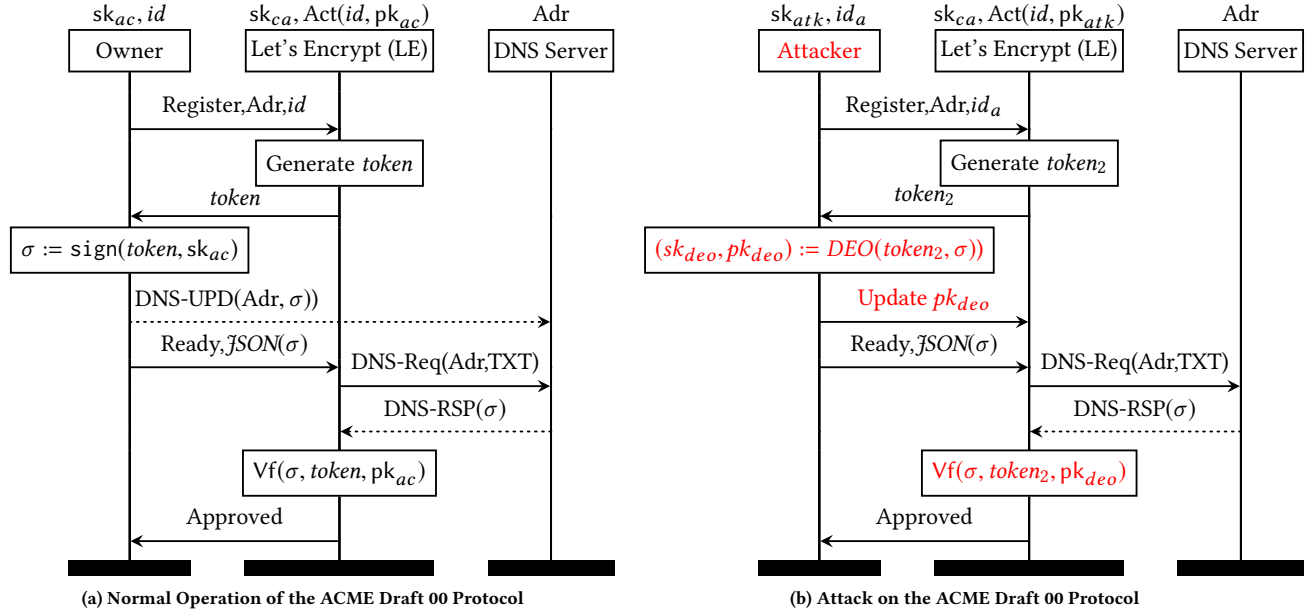 sk_ac, id
sk_ca, Act(id, pk_ac)
Adr
Owner
Let's Encrypt (LE)
DNS Server
Register,Adr,id
Generate token
token
σ := sign(token, sk_ac)
DNS-UPD(Adr, σ))
Ready,JSON(σ)
DNS-Req(Adr,TXT)
DNS-RSP(σ)
Vf(σ, token, pk_ac)
Approved
(a) Normal Operation of the ACME Draft 00 Protocol
sk_atk, id_a
sk_ca, Act(id, pk_atk)
Adr
Attacker
Let's Encrypt (LE)
DNS Server
Register,Adr,id_a
Generate token_2
token_2
(sk_deo, pk_deo) := DEO(token_2, σ))
Update pk_deo
Ready,JSON(σ)
DNS-Req(Adr,TXT)
DNS-RSP(σ)
Vf(σ, token_2, pk_deo)
Approved
(b) Attack on the ACME Draft 00 Protocol